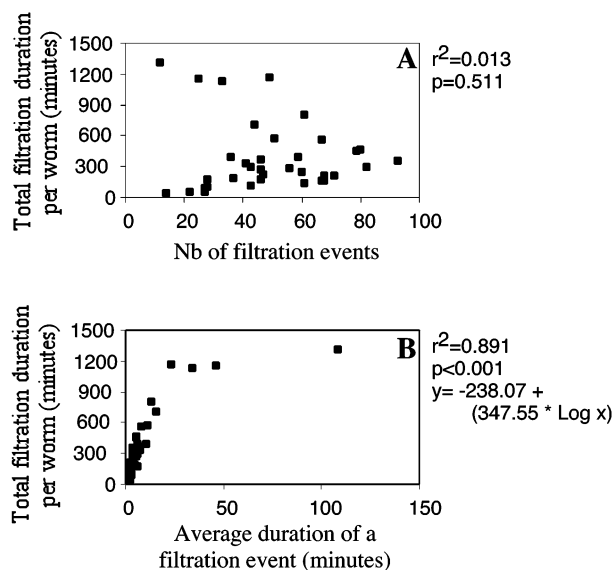 Total filtration duration
per worm (minutes)
1500
1200
900
600
300
0
A
r²=0.013
p=0.511
0 20 40 60 80 100
Nb of filtration events
Total filtration duration
per worm (minutes)
1500
1200
900
600
300
0
B
r²=0.891
p<0.001
y= -238.07 +
(347.55 * Log x)
0 50 100 150
Average duration of a
filtration event (minutes)